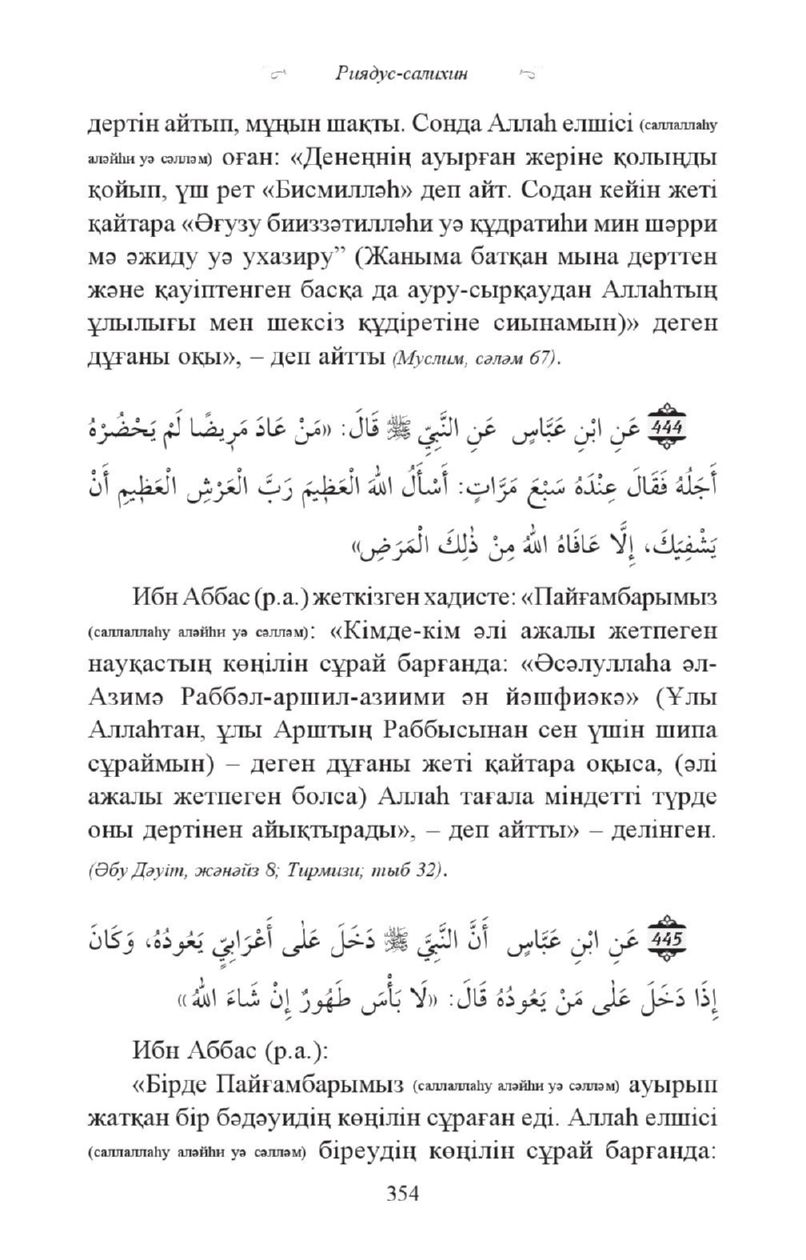 Риядус-салихин
дертін айтып, мұңын шақты. Сонда Аллаһ елшісі (саллаллаһу
аләйһи уә сәлләм) оған: «Денеңнің ауырған жеріне қолыңды
қойып, үш рет «Бисмилләһ» деп айт. Содан кейін жеті
қайтара «Әғузу бииззәтилләһи уә құдратиһи мин шәрри
мә әжиду уә ухазиру” (Жаныма батқан мына дерттен
және қауіптенген басқа да ауру-сырқаудан Аллаһтың
ұлылығы мен шексіз құдіретіне сиынамын)» деген
дұғаны оқы», – деп айтты (Муслим, сәләм 67).
444 عَنِ ابْنِ عَبَّاسٍ عَنِ النَّبِيِّ ﷺ قَالَ: «مَنْ عَادَ مَرِيضًا لَمْ يَحْضُرْهُ
أَجَلُهُ فَقَالَ عِنْدَهُ سَبْعَ مَرَّاتٍ: أَسْأَلُ اللهَ الْعَظِيمَ رَبَّ الْعَرْشِ الْعَظِيمِ أَنْ
يَشْفِيَكَ، إِلَّا عَافَاهُ اللهُ مِنْ ذٰلِكَ الْمَرَضِ»
Ибн Аббас (р.а.) жеткізген хадисте: «Пайғамбарымыз
(саллаллаһу аләйһи уә сәлләм): «Кімде-кім әлі ажалы жетпеген
науқастың көңілін сұрай барғанда: «Әсәлуллаһа әл-
Азимә Раббәл-аршил-азиими ән йәшфиәкә» (Ұлы
Аллаһтан, ұлы Арштың Раббысынан сен үшін шипа
сұраймын) – деген дұғаны жеті қайтара оқыса, (әлі
ажалы жетпеген болса) Аллаһ тағала міндетті түрде
оны дертінен айықтырады», – деп айтты» – делінген.
(Әбу Дәуіт, жәнәйз 8; Тирмизи; тыб 32).
445 عَنِ ابْنِ عَبَّاسٍ أَنَّ النَّبِيَّ ﷺ دَخَلَ عَلٰى أَعْرَابِيٍّ يَعُودُهُ، وَكَانَ
إِذَا دَخَلَ عَلٰى مَنْ يَعُودُهُ قَالَ: «لَا بَأْسَ طَهُورٌ إِنْ شَاءَ اللهُ»
Ибн Аббас (р.а.):
«Бірде Пайғамбарымыз (саллаллаһу аләйһи уә сәлләм) ауырып
жатқан бір бәдәуидің көңілін сұраған еді. Аллаһ елшісі
(саллаллаһу аләйһи уә сәлләм) біреудің көңілін сұрай барғанда:
354